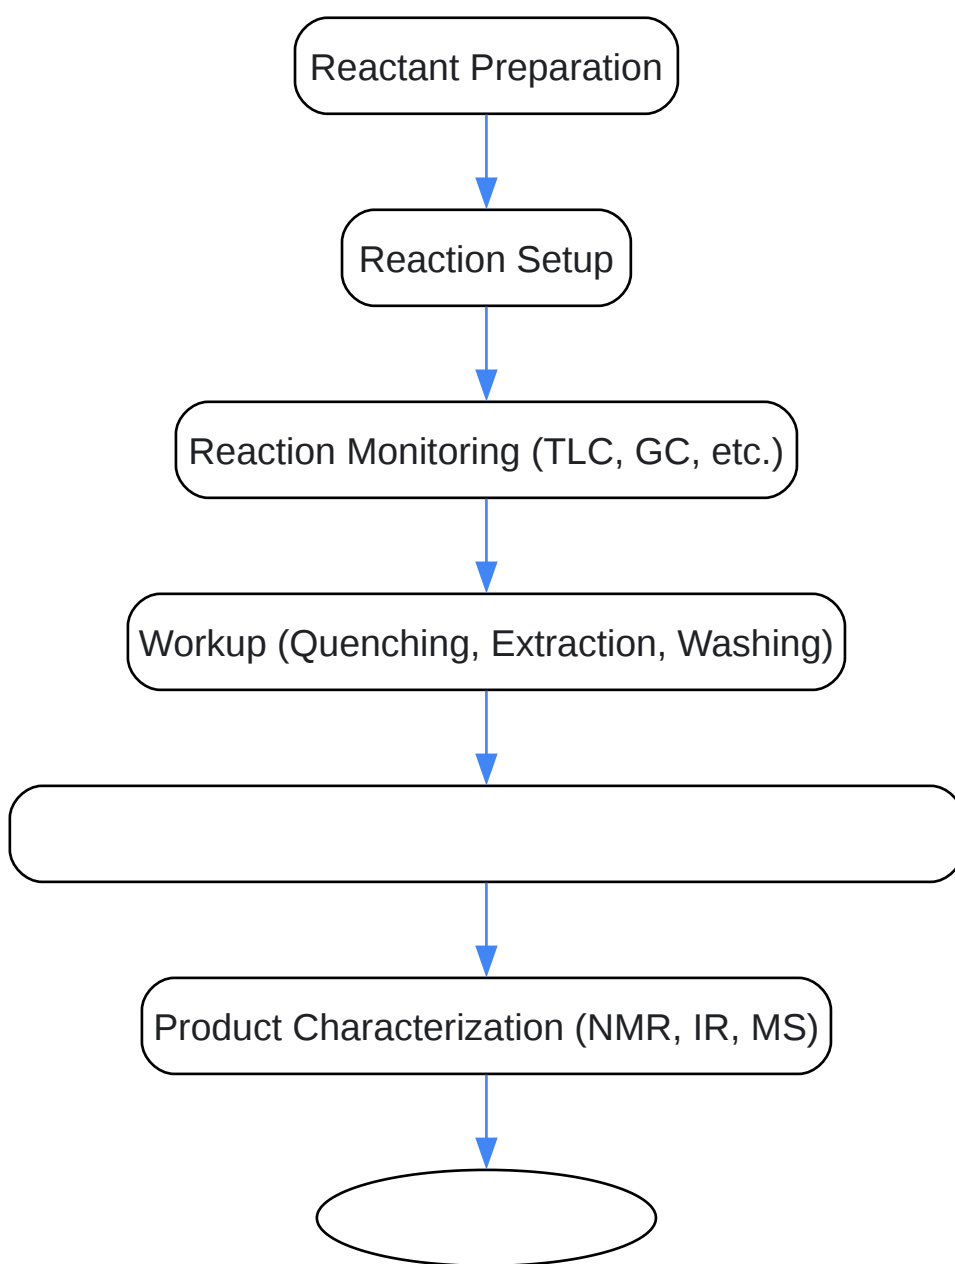 Reactant Preparation
Reaction Setup
Reaction Monitoring (TLC, GC, etc.)
Workup (Quenching, Extraction, Washing)
Product Characterization (NMR, IR, MS)